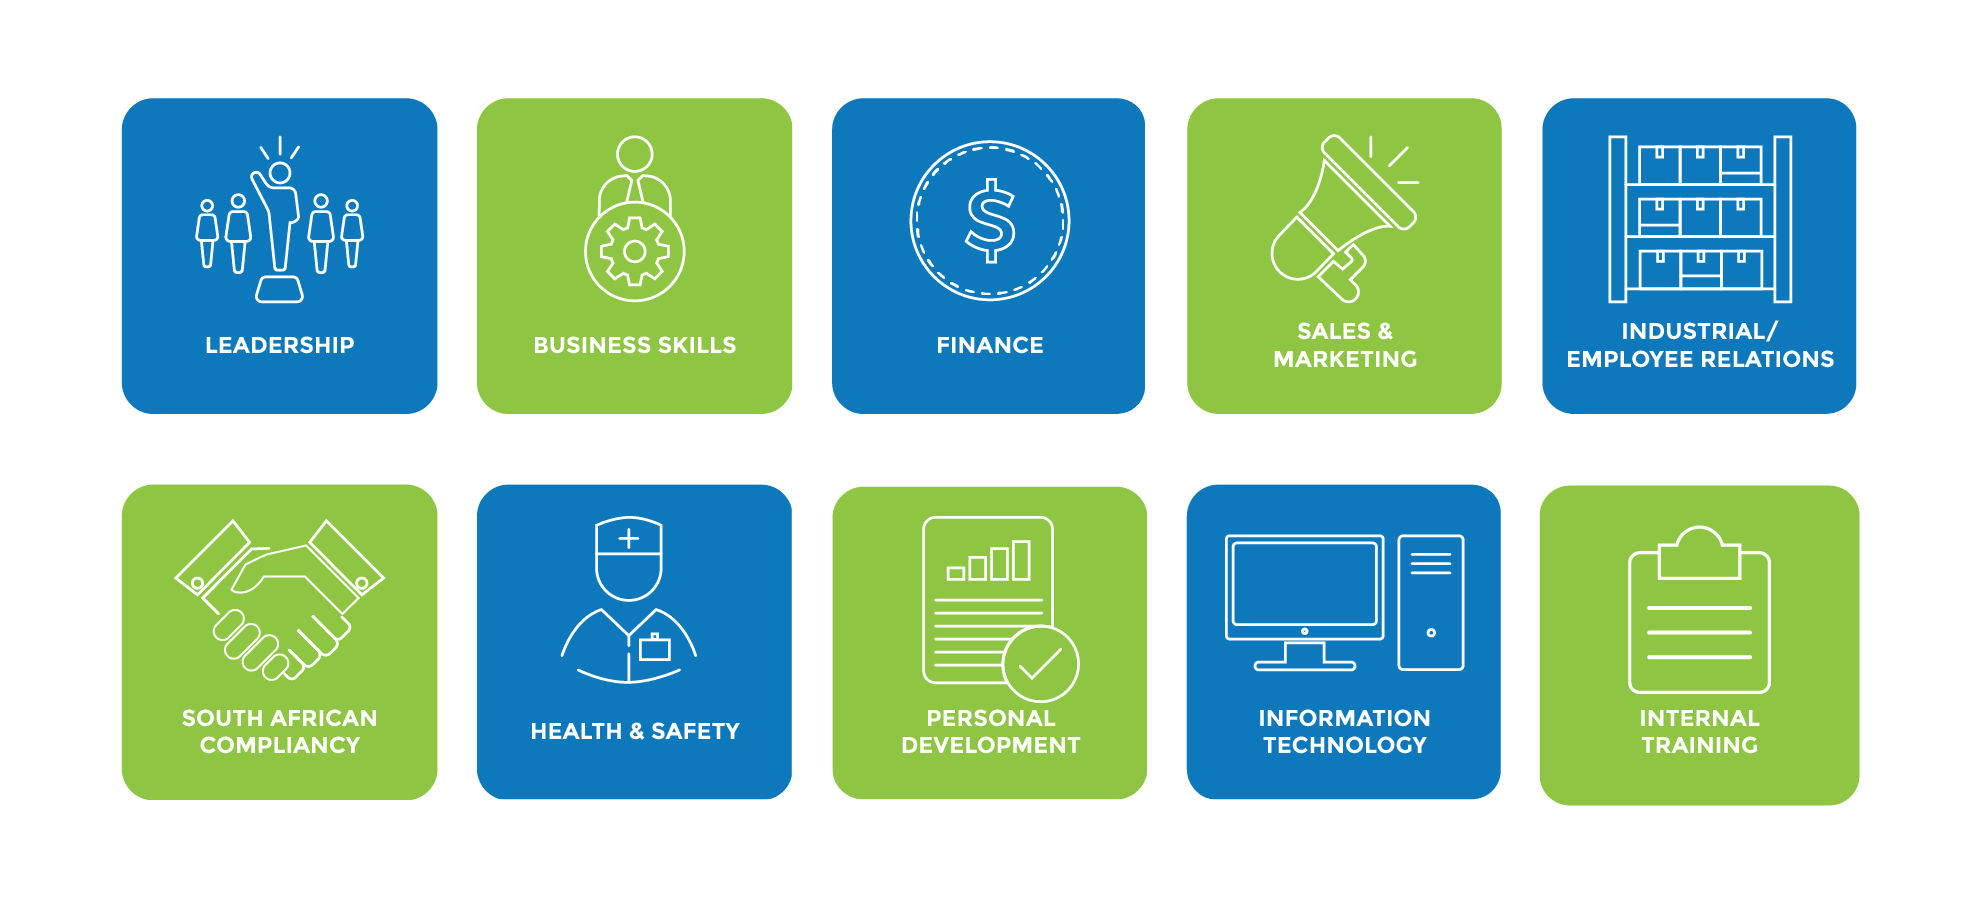 LEADERSHIP
BUSINESS SKILLS
FINANCE
SALES &
MARKETING
INDUSTRIAL/
EMPLOYEE RELATIONS
SOUTH AFRICAN
COMPLIANCY
HEALTH & SAFETY
PERSONAL
DEVELOPMENT
INFORMATION
TECHNOLOGY
INTERNAL
TRAINING